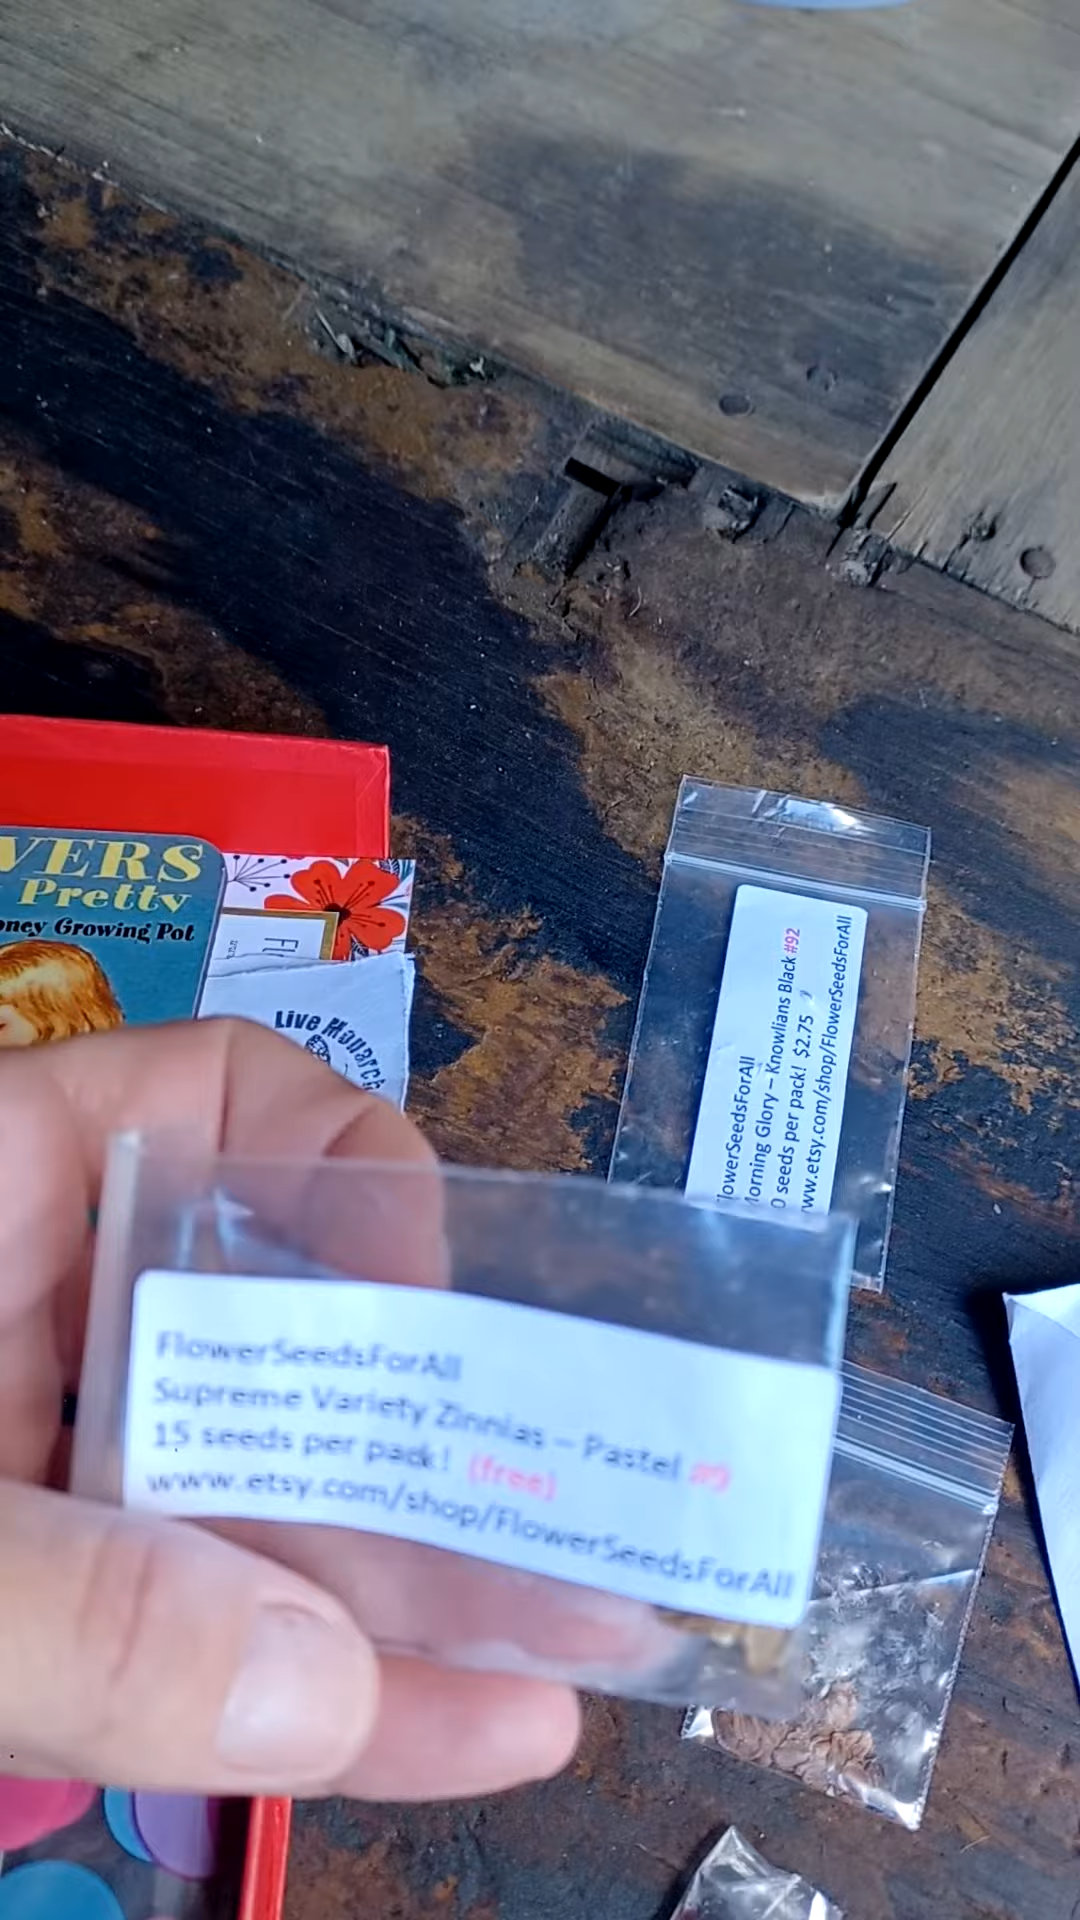 VERS
Pretty
oney Growing Pot
Live Monarch
lowerSeedsForAll
orning Glory – Knowlians Black #92
0 seeds per pack! $2.75
ww.etsy.com/shop/FlowerSeedsForAll
FlowerSeedsForAll
Supreme Variety Zinnias – Pastel #9
15 seeds per pack! (free)
www.etsy.com/shop/FlowerSeedsForAll